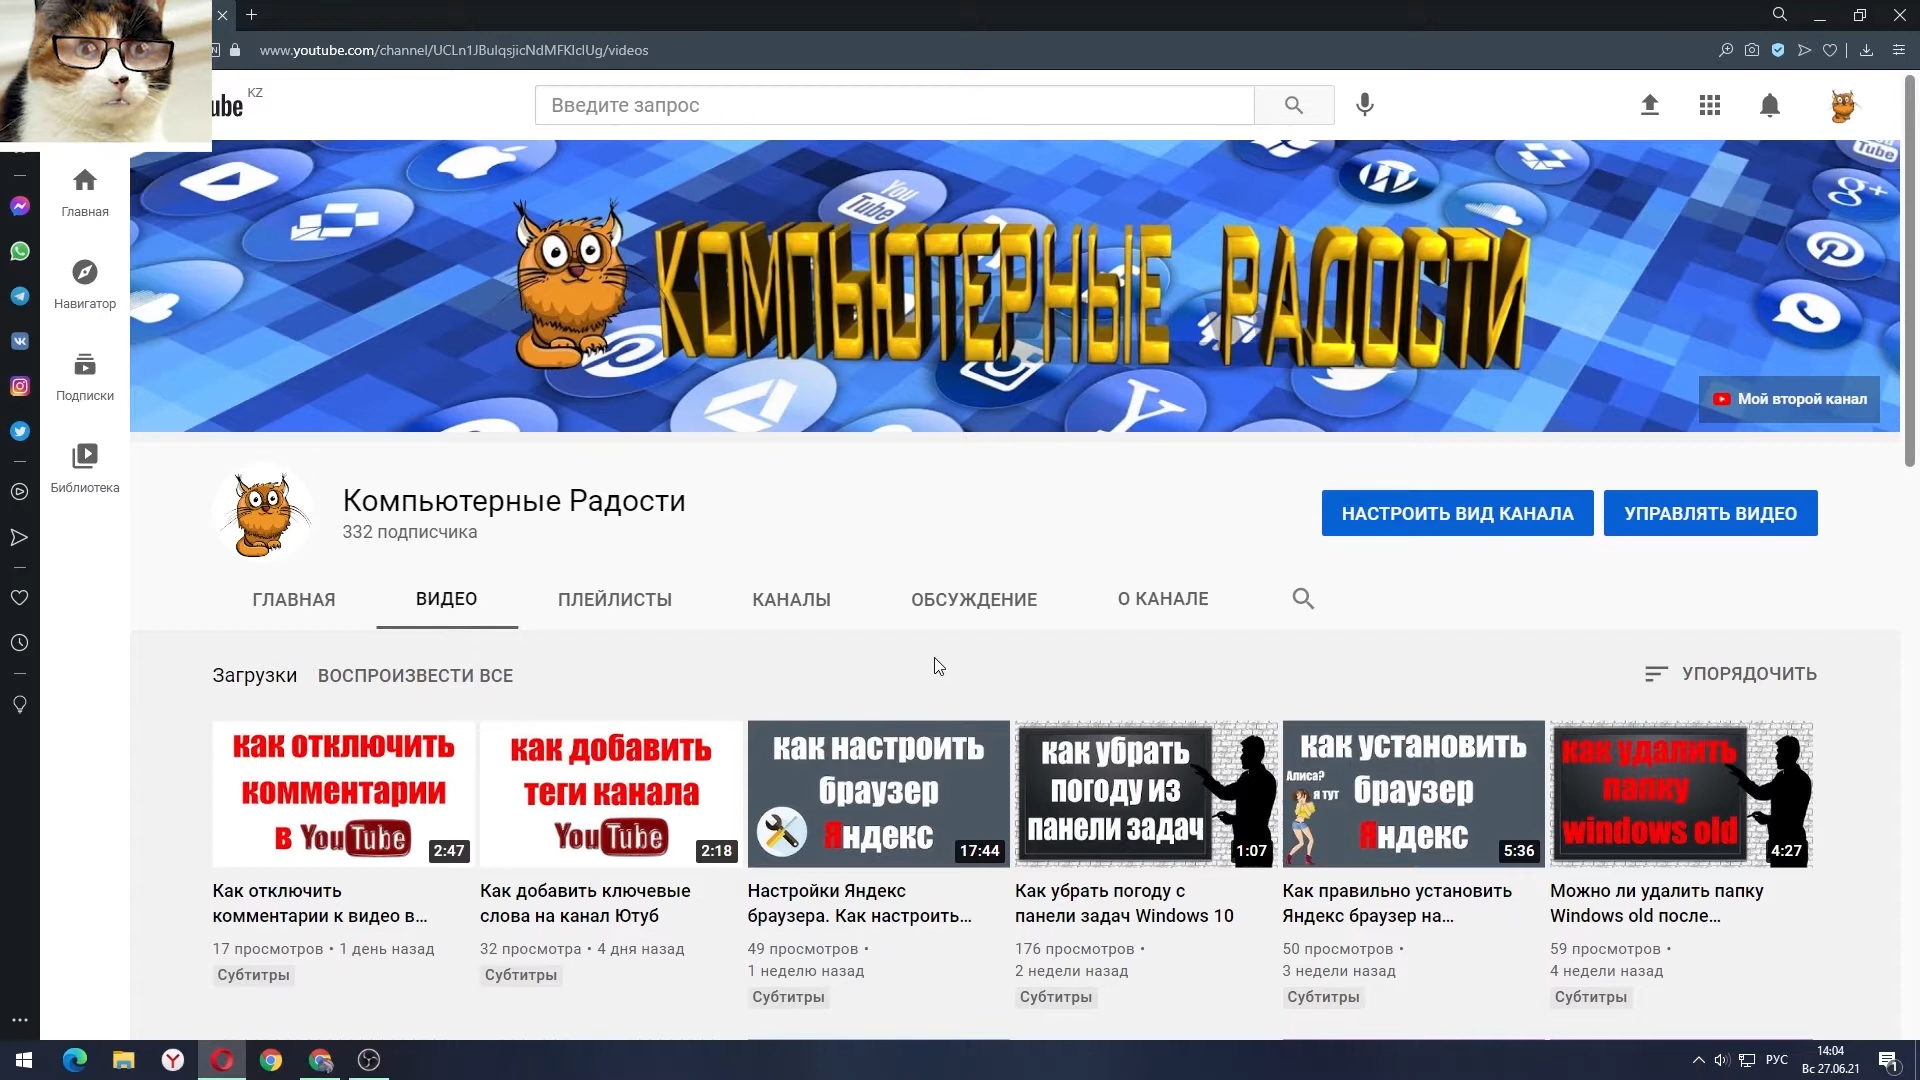 www.youtube.com/channel/UCLn1JBulqsjicNdMFKlclUg/videos
ube KZ
Введите запрос
Главная
Навигатор
Подписки
Библиотека
You
Tube
Tube
g+
КОМПЬЮТЕРНЫЕ РАДОСТИ
Мой второй канал
Компьютерные Радости
332 подписчика
НАСТРОИТЬ ВИД КАНАЛА
УПРАВЛЯТЬ ВИДЕО
ГЛАВНАЯ
ВИДЕО
ПЛЕЙЛИСТЫ
КАНАЛЫ
ОБСУЖДЕНИЕ
О КАНАЛЕ
Загрузки
ВОСПРОИЗВЕСТИ ВСЕ
УПОРЯДОЧИТЬ
как отключить
комментарии
в YouTube
2:47
Как отключить
комментарии к видео в...
17 просмотров • 1 день назад
Субтитры
как добавить
теги канала
YouTube
2:18
Как добавить ключевые
слова на канал Ютуб
32 просмотра • 4 дня назад
Субтитры
как настроить
браузер
Яндекс
17:44
Настройки Яндекс
браузера. Как настроить...
49 просмотров •
1 неделю назад
Субтитры
как убрать
погоду из
панели задач
1:07
Как убрать погоду с
панели задач Windows 10
176 просмотров •
2 недели назад
Субтитры
как установить
Алиса?
я тут
браузер
Яндекс
5:36
Как правильно установить
Яндекс браузер на...
50 просмотров •
3 недели назад
Субтитры
как удалить
папку
windows old
4:27
Можно ли удалить папку
Windows old после...
59 просмотров •
4 недели назад
Субтитры
РУС
14:04
Вс 27.06.21
1